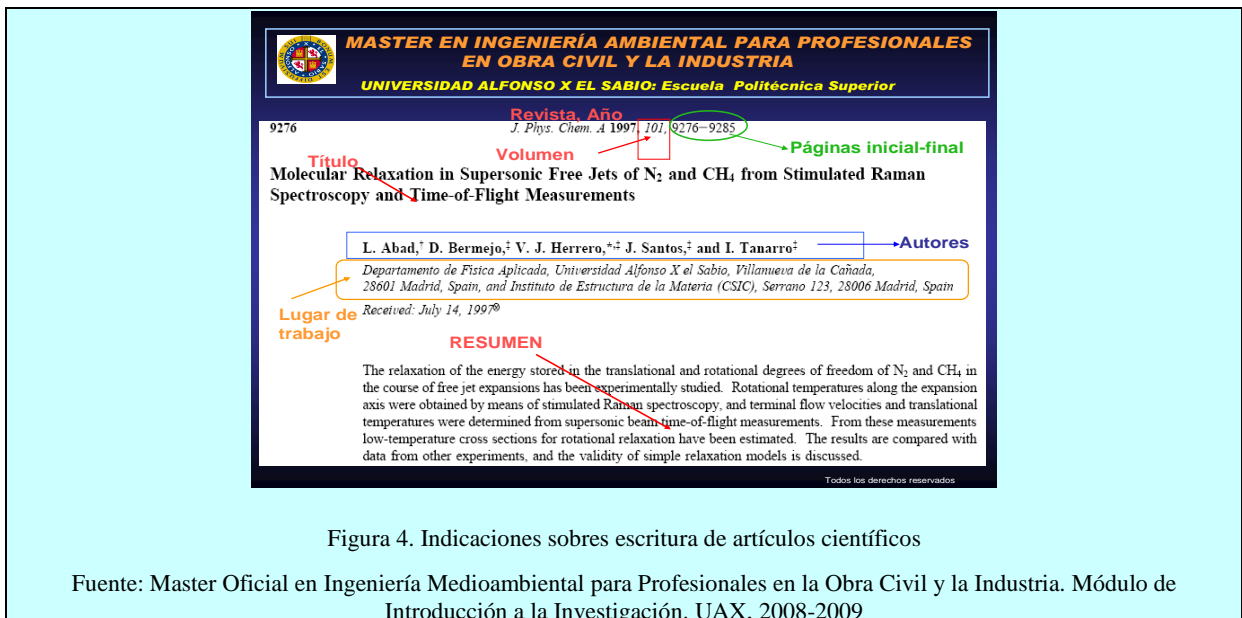 MASTER EN INGENIERÍA AMBIENTAL PARA PROFESIONALES
EN OBRA CIVIL Y LA INDUSTRIA
UNIVERSIDAD ALFONSO X EL SABIO: Escuela Politécnica Superior
Revista, Año
9276 J. Phys. Chem. A 1997, 101, 9276−9285
Volumen
Páginas inicial-final
Título
Molecular Relaxation in Supersonic Free Jets of N2 and CH4 from Stimulated Raman
Spectroscopy and Time-of-Flight Measurements
L. Abad,† D. Bermejo,‡ V. J. Herrero,*,‡ J. Santos,‡ and I. Tanarro‡
Autores
Departamento de Fisica Aplicada, Universidad Alfonso X el Sabio, Villanueva de la Cañada,
28601 Madrid, Spain, and Instituto de Estructura de la Materia (CSIC), Serrano 123, 28006 Madrid, Spain
Lugar de
trabajo
Received: July 14, 1997⊗
RESUMEN
The relaxation of the energy stored in the translational and rotational degrees of freedom of N2 and CH4 in
the course of free jet expansions has been experimentally studied. Rotational temperatures along the expansion
axis were obtained by means of stimulated Raman spectroscopy, and terminal flow velocities and translational
temperatures were determined from supersonic beam time-of-flight measurements. From these measurements
low-temperature cross sections for rotational relaxation have been estimated. The results are compared with
data from other experiments, and the validity of simple relaxation models is discussed.
Todos los derechos reservados
Figura 4. Indicaciones sobres escritura de artículos científicos
Fuente: Master Oficial en Ingeniería Medioambiental para Profesionales en la Obra Civil y la Industria. Módulo de
Introducción a la Investigación. UAX. 2008-2009